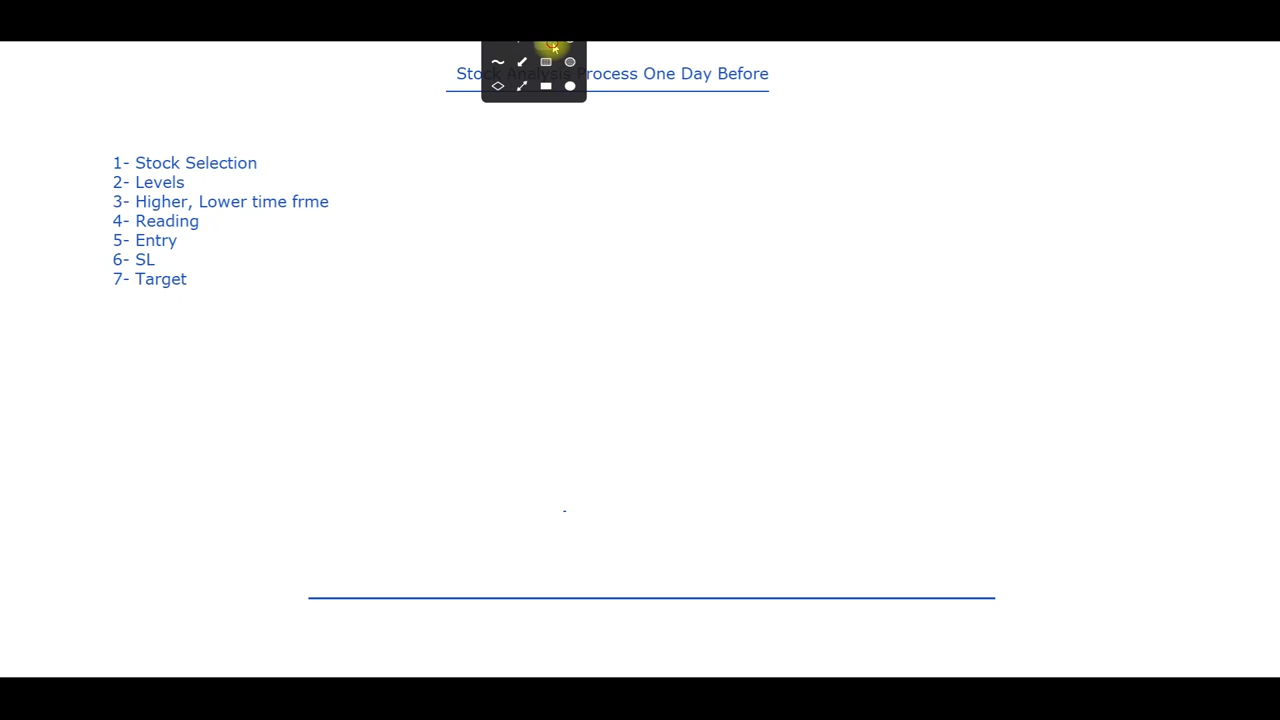 Stock Analysis Process One Day Before
1- Stock Selection
2- Levels
3- Higher, Lower time frme
4- Reading
5- Entry
6- SL
7- Target